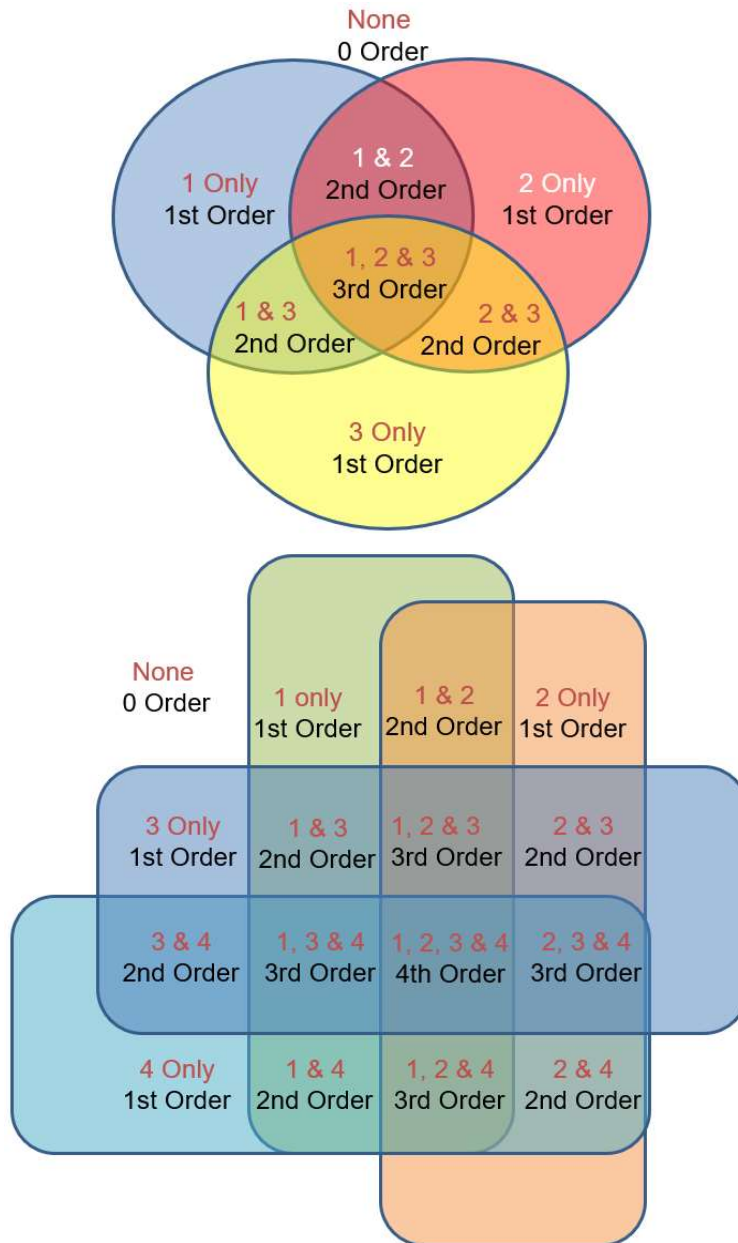 None
0 Order
1 & 2
2nd Order
1 Only
1st Order
2 Only
1st Order
1, 2 & 3
3rd Order
1 & 3
2nd Order
2 & 3
2nd Order
3 Only
1st Order
None
0 Order
1 only
1st Order
1 & 2
2nd Order
2 Only
1st Order
3 Only
1st Order
1 & 3
2nd Order
1, 2 & 3
3rd Order
2 & 3
2nd Order
3 & 4
2nd Order
1, 3 & 4
3rd Order
1, 2, 3 & 4
4th Order
2, 3 & 4
3rd Order
4 Only
1st Order
1 & 4
2nd Order
1, 2 & 4
3rd Order
2 & 4
2nd Order